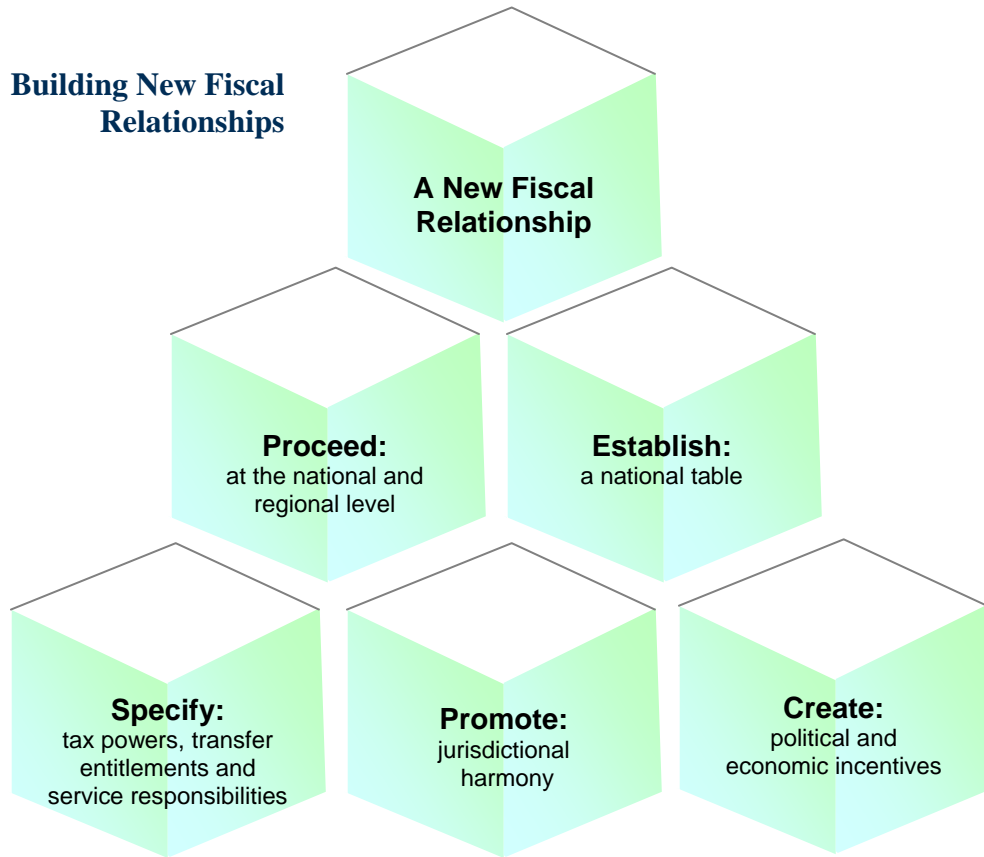 Building New Fiscal
Relationships
A New Fiscal
Relationship
Proceed:
at the national and
regional level
Establish:
a national table
Specify:
tax powers, transfer
entitlements and
service responsibilities
Promote:
jurisdictional
harmony
Create:
political and
economic incentives